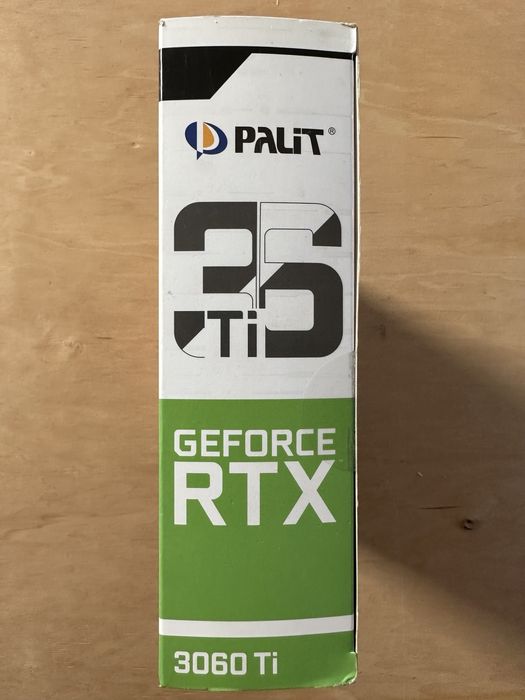 PALiT®
36
Ti
GEFORCE
RTX
3060 Ti